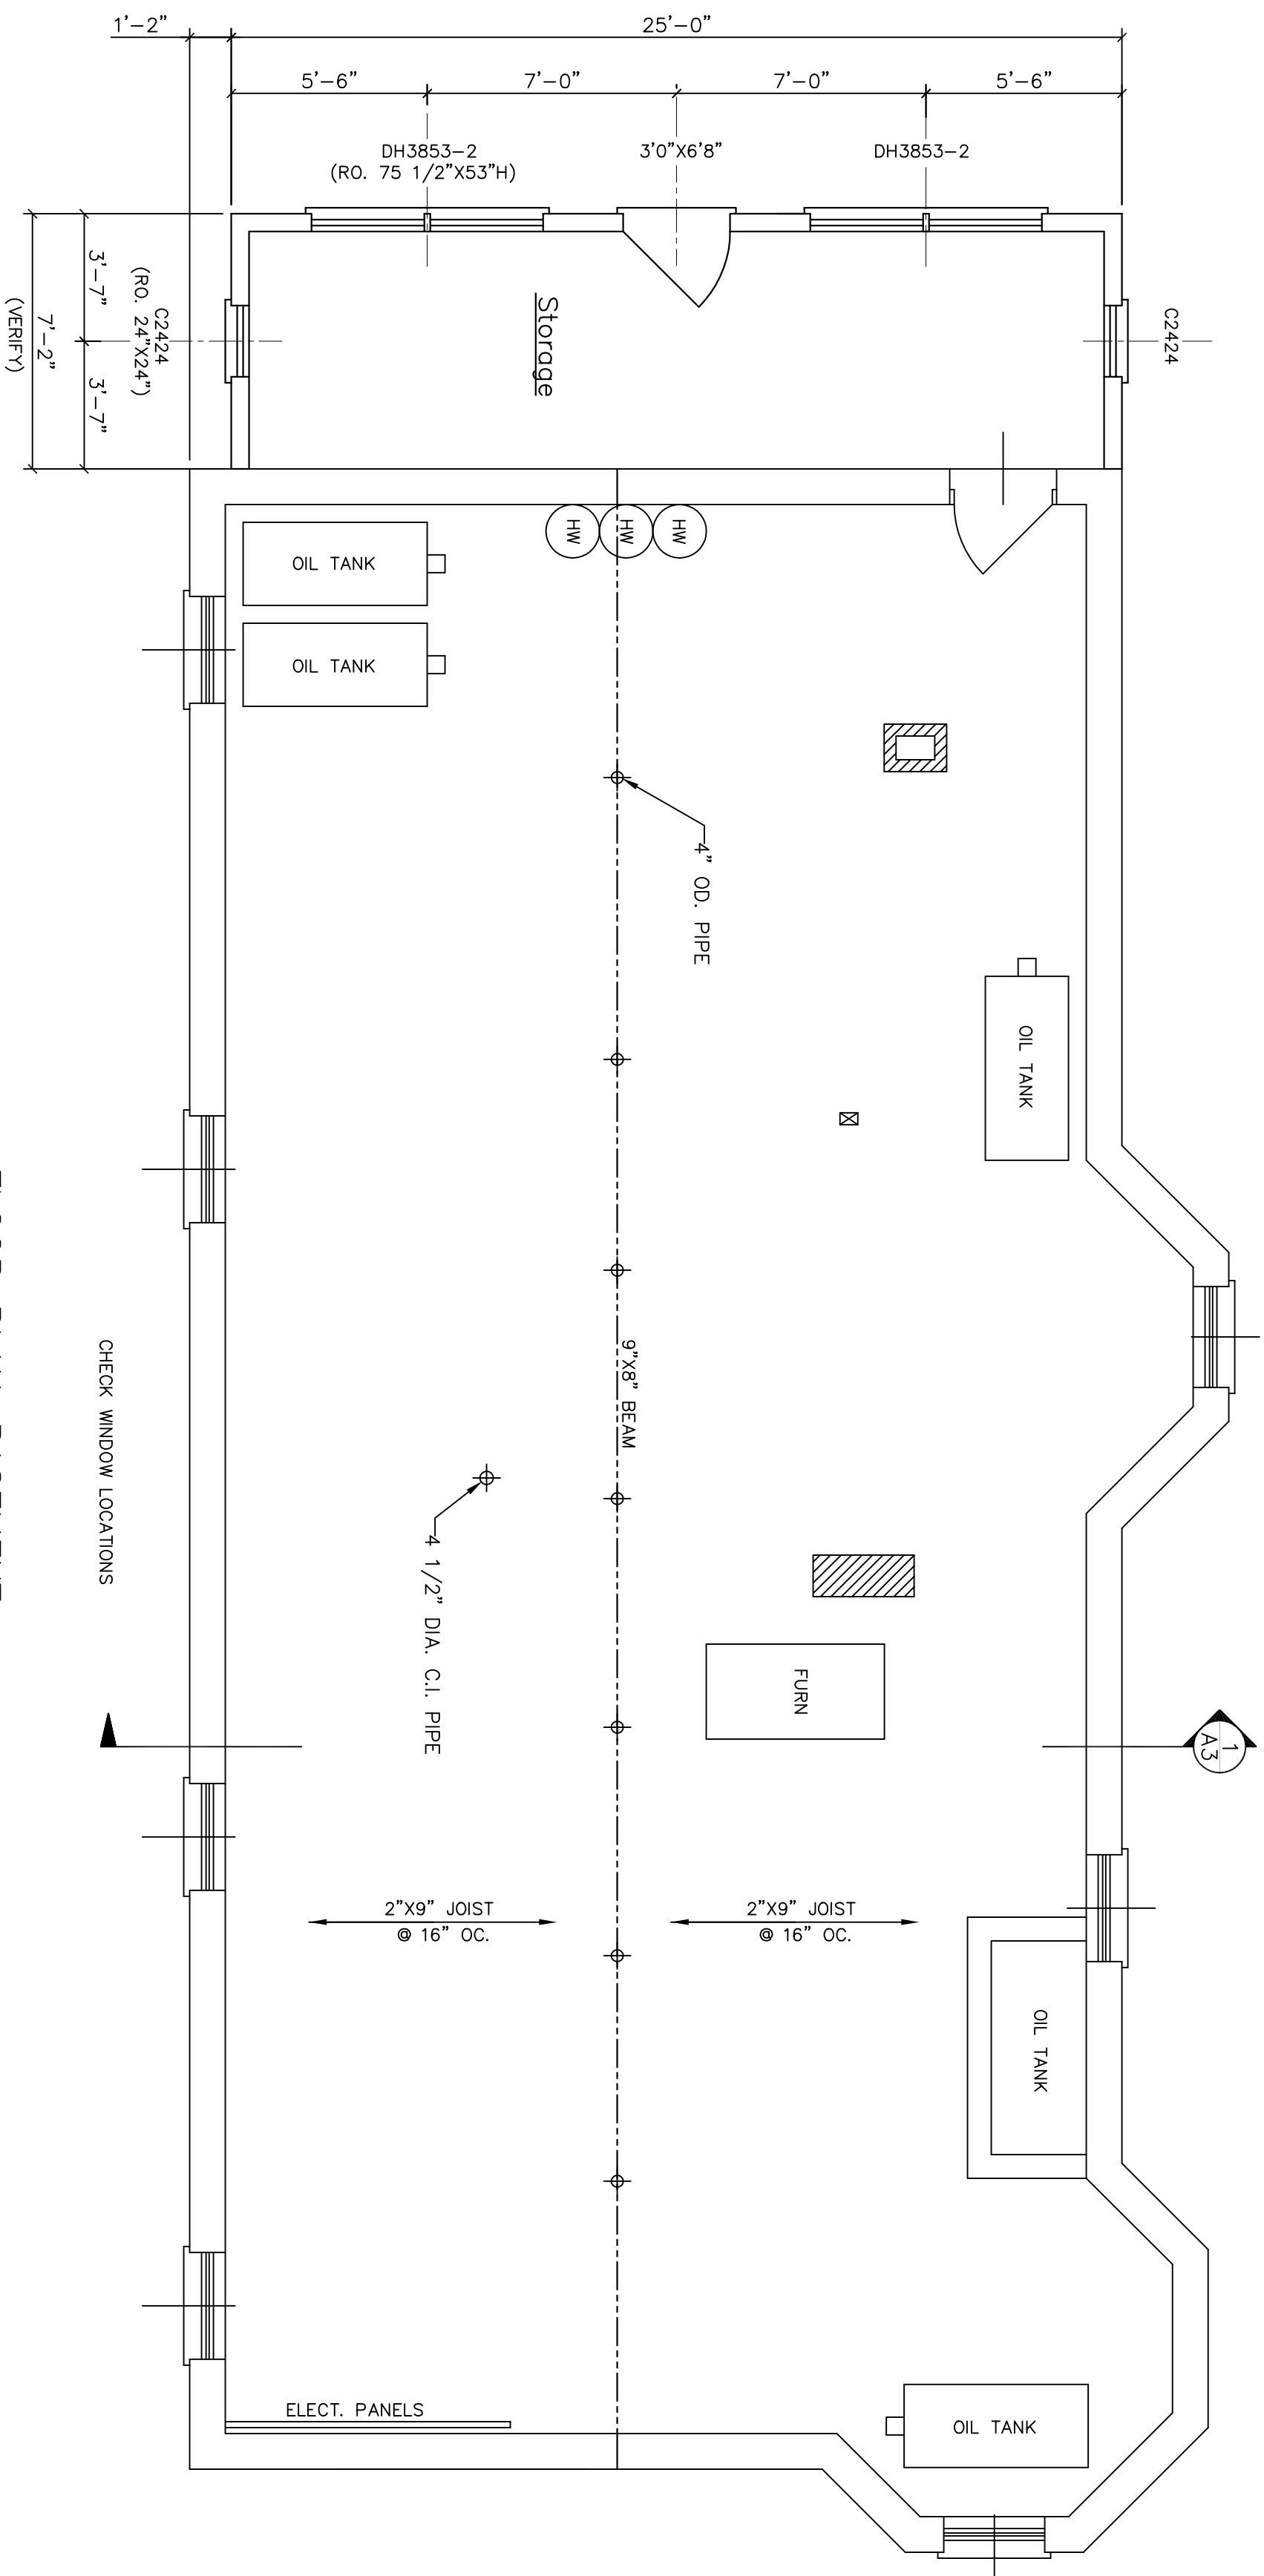 1'-2"
25'-0"
5'-6"
7'-0"
7'-0"
5'-6"
DH3853-2
(RO. 75 1/2"X53"H)
3'0"X6'8"
DH3853-2
C2424
3'-7"
3'-7"
C2424
(RO. 24"X24")
7'-2"
(VERIFY)
Storage
HW
HW
HW
OIL TANK
OIL TANK
4" OD. PIPE
OIL TANK
9"X8" BEAM
CHECK WINDOW LOCATIONS
4 1/2" DIA. C.I. PIPE
FURN
1
A3
2"X9" JOIST
@ 16" OC.
2"X9" JOIST
@ 16" OC.
OIL TANK
ELECT. PANELS
OIL TANK